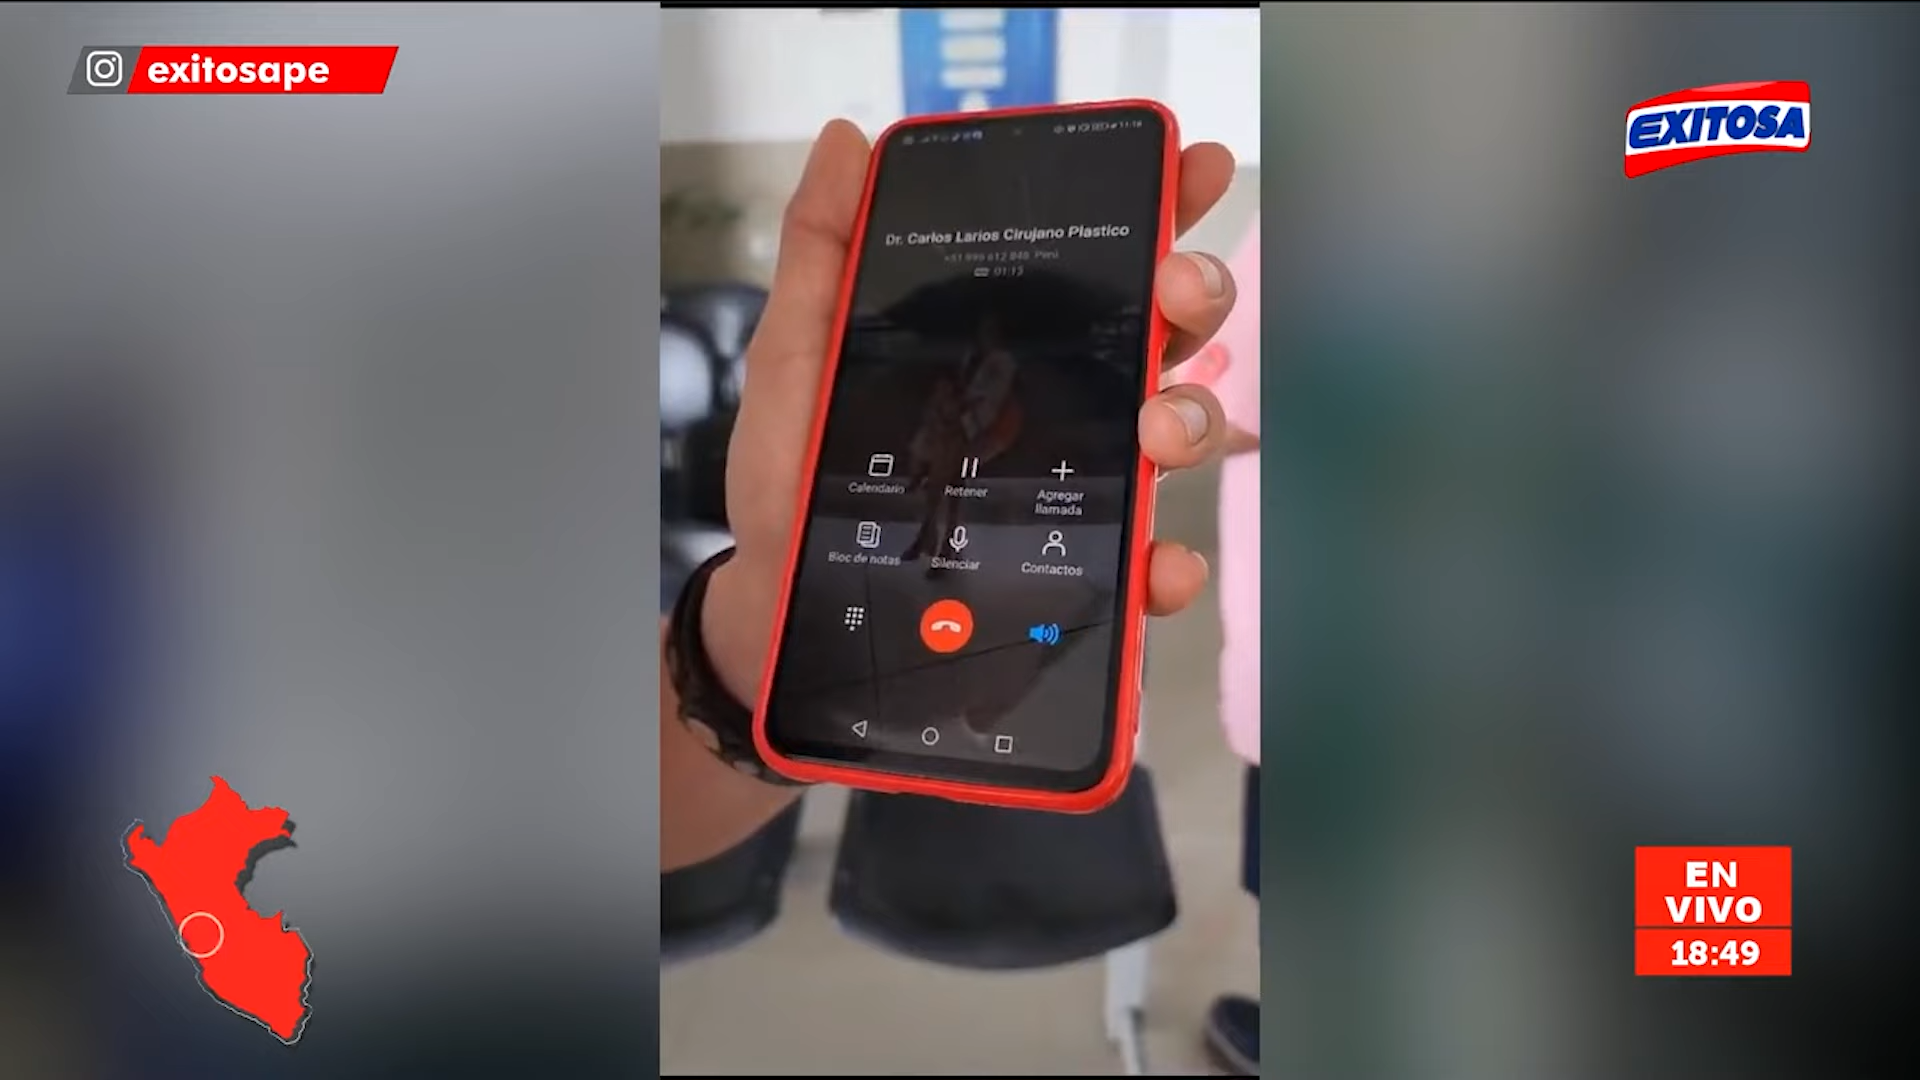 exitosape
EXITOSA
Dr. Carlos Larios Cirujano Plastico
Perú
01:13
Calendario
Retener
Agregar
llamada
Bloc de notas
Silenciar
Contactos
EN
VIVO
18:49